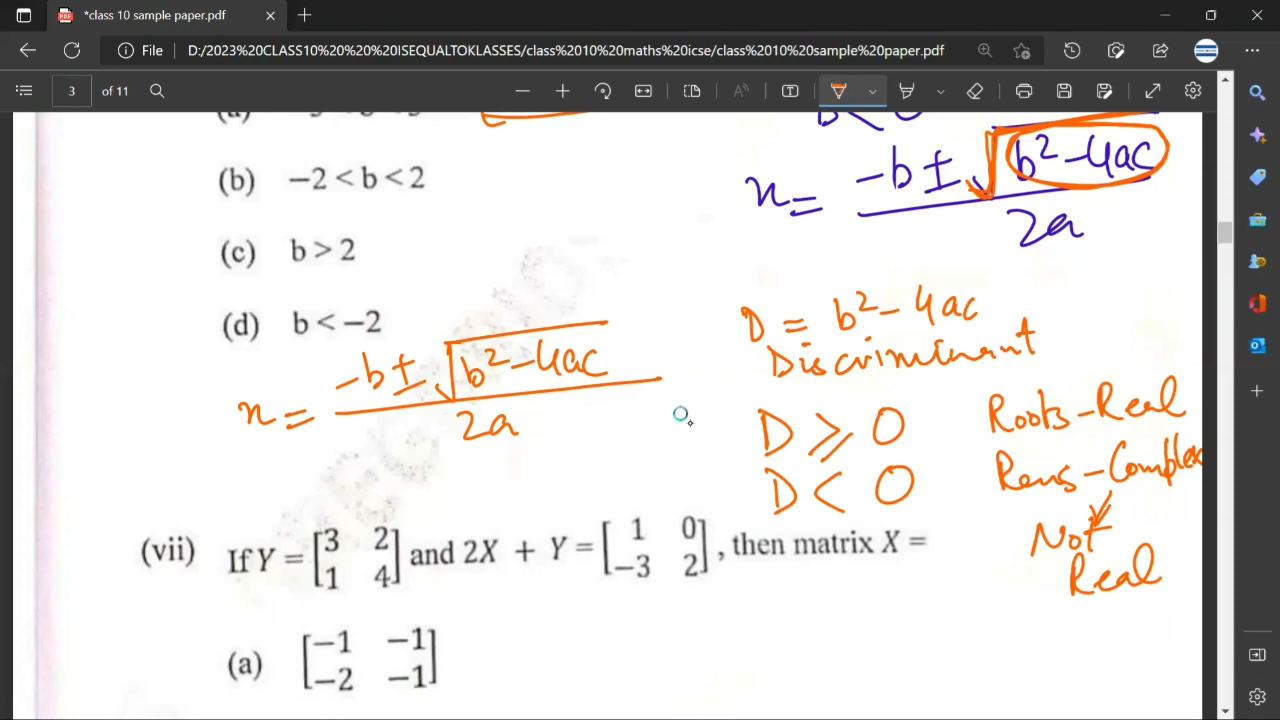 *class 10 sample paper.pdf
File D:/2023%20CLASS10%20%20%20ISEQUALTOKLASSES/class%2010%20maths%20icse/class%2010%20sample%20paper.pdf
3 of 11
(b) −2 < b < 2
x = (-b ± √(b² - 4ac)) / 2a
(c) b > 2
(d) b < −2
D = b² - 4ac
Discriminant
x = (-b ± √(b² - 4ac)) / 2a
D ≥ 0 Roots - Real
D < 0 - Complex
Not
Real
(vii) If Y = [3 2; 1 4] and 2X + Y = [1 0; −3 2] , then matrix X =
(a) [−1 −1; −2 −1]